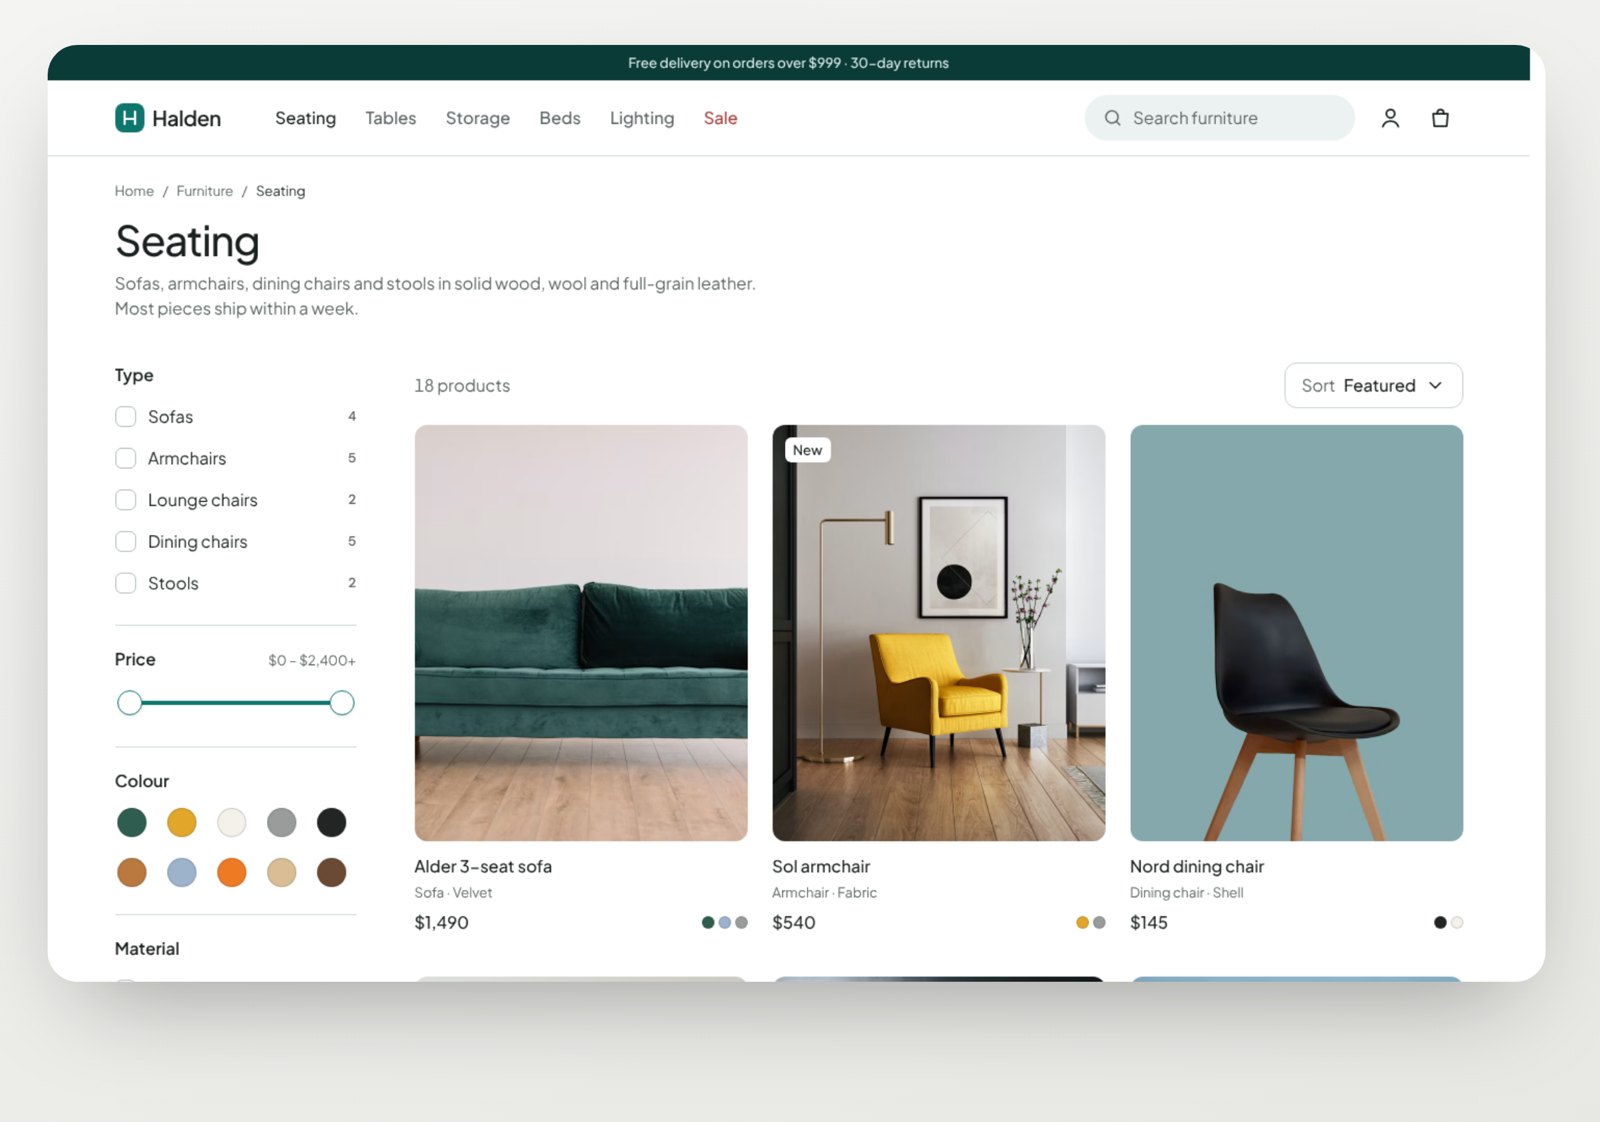 Free delivery on orders over $999 · 30-day returns
H Halden
Seating Tables Storage Beds Lighting Sale
Search furniture
Home / Furniture / Seating
Seating
Sofas, armchairs, dining chairs and stools in solid wood, wool and full-grain leather.
Most pieces ship within a week.
Type
Sofas 4
Armchairs 5
Lounge chairs 2
Dining chairs 5
Stools 2
Price $0 – $2,400+
Colour
Material
18 products
Sort Featured
New
Alder 3-seat sofa
Sofa · Velvet
$1,490
Sol armchair
Armchair · Fabric
$540
Nord dining chair
Dining chair · Shell
$145